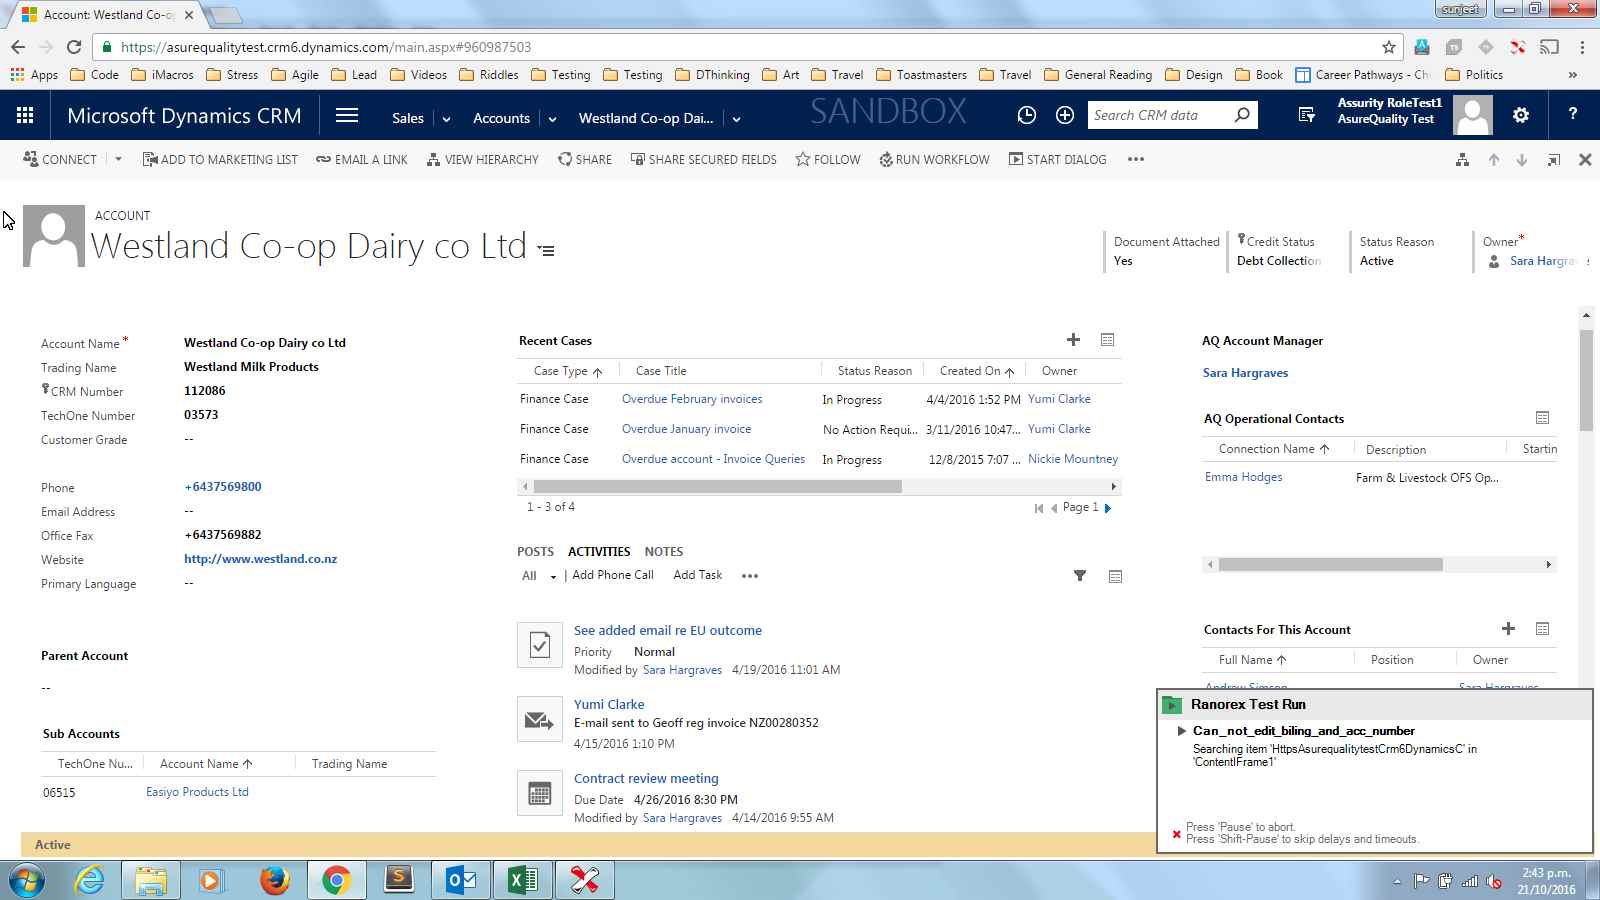 Account: Westland Co-o
sunjeet
https://asurequalitytest.crm6.dynamics.com/main.aspx#960987503
Apps Code iMacros Stress Agile Lead Videos Riddles Testing Testing DThinking Art Travel Toastmasters Travel General Reading Design Book Career Pathways - Ch Politics »
Microsoft Dynamics CRM Sales Accounts Westland Co-op Dai... SANDBOX Search CRM data Assurity RoleTest1 ?
AsureQuality Test
CONNECT ADD TO MARKETING LIST EMAIL A LINK VIEW HIERARCHY SHARE SHARE SECURED FIELDS FOLLOW RUN WORKFLOW START DIALOG •••
ACCOUNT
Westland Co-op Dairy co Ltd
Document Attached Credit Status Status Reason Owner*
Yes Debt Collection Active Sara Hargra
Account Name* Westland Co-op Dairy co Ltd
Trading Name Westland Milk Products
CRM Number 112086
TechOne Number 03573
Customer Grade --
Phone +6437569800
Email Address --
Office Fax +6437569882
Website http://www.westland.co.nz
Primary Language --
Parent Account
--
Sub Accounts
TechOne Nu... Account Name Trading Name
06515 Easiyo Products Ltd
Recent Cases
Case Type Case Title Status Reason Created On Owner
Finance Case Overdue February invoices In Progress 4/4/2016 1:52 PM Yumi Clarke
Finance Case Overdue January invoice No Action Requi... 3/11/2016 10:47... Yumi Clarke
Finance Case Overdue account - Invoice Queries In Progress 12/8/2015 7:07 ... Nickie Mountney
1 - 3 of 4 Page 1
POSTS ACTIVITIES NOTES
All | Add Phone Call Add Task •••
See added email re EU outcome
Priority Normal
Modified by Sara Hargraves 4/19/2016 11:01 AM
Yumi Clarke
E-mail sent to Geoff reg invoice NZ00280352
4/15/2016 1:10 PM
Contract review meeting
Due Date 4/26/2016 8:30 PM
Modified by Sara Hargraves 4/14/2016 9:55 AM
AQ Account Manager
Sara Hargraves
AQ Operational Contacts
Connection Name Description Startin
Emma Hodges Farm & Livestock OFS Op...
Contacts For This Account
Full Name Position Owner
Andrew Simson Sara Hargraves
Ranorex Test Run
Can_not_edit_biling_and_acc_number
Searching item 'HttpsAsurequalitytestCrm6DynamicsC' in
'ContentIFrame1'
Press 'Pause' to abort.
Press 'Shift-Pause' to skip delays and timeouts.
Active
2:43 p.m.
21/10/2016